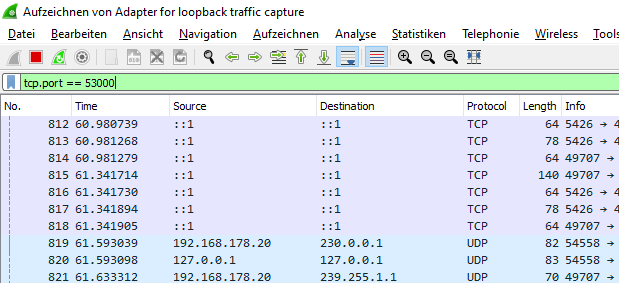 Aufzeichnen von Adapter for loopback traffic capture
Datei Bearbeiten Ansicht Navigation Aufzeichnen Analyse Statistiken Telephonie Wireless Tools
tcp.port == 53000
No. Time Source Destination Protocol Length Info
812 60.980739 ::1 ::1 TCP 64 5426 → 4
813 60.981268 ::1 ::1 TCP 78 5426 → 4
814 60.981279 ::1 ::1 TCP 64 49707 →
815 61.341714 ::1 ::1 TCP 140 49707 →
816 61.341730 ::1 ::1 TCP 64 5426 → 4
817 61.341894 ::1 ::1 TCP 78 5426 → 4
818 61.341905 ::1 ::1 TCP 64 49707 →
819 61.593039 192.168.178.20 230.0.0.1 UDP 82 54558 →
820 61.593098 127.0.0.1 127.0.0.1 UDP 83 54558 →
821 61.633312 192.168.178.20 239.255.1.1 UDP 70 49707 →